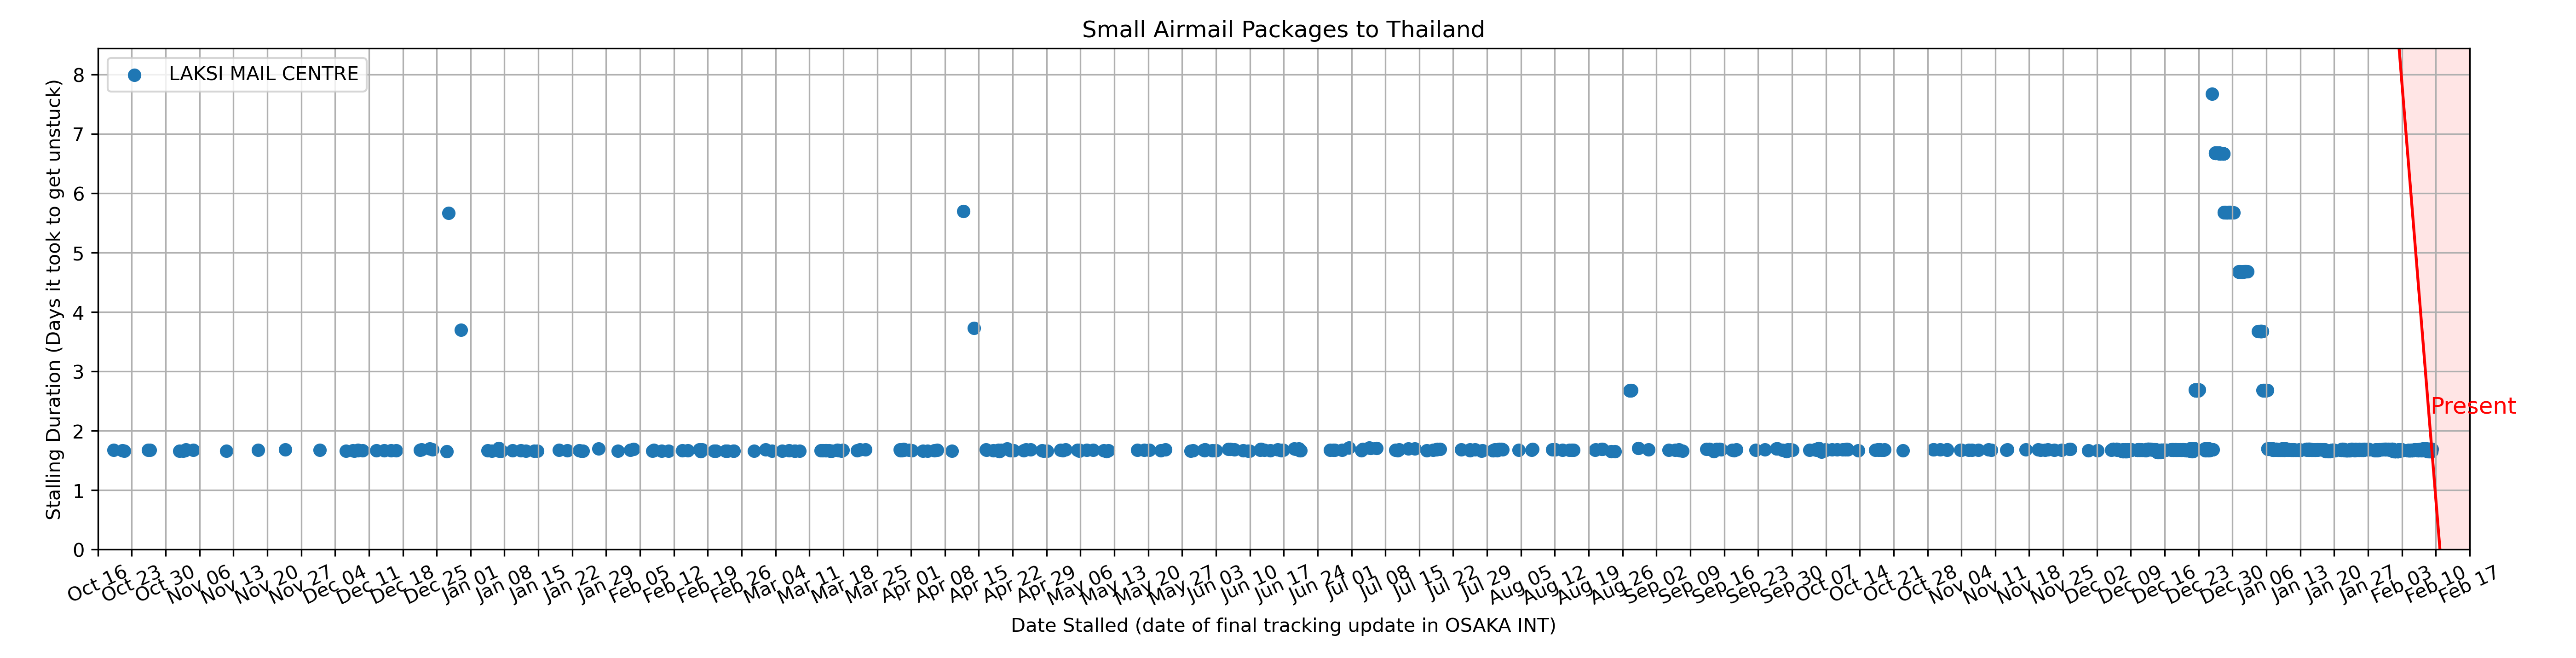 Small Airmail Packages to Thailand
LAKSI MAIL CENTRE
Stalling Duration (Days it took to get unstuck)
8
7
6
5
4
3
2
1
0
Present
Oct 16 Oct 23 Oct 30 Nov 06 Nov 13 Nov 20 Nov 27 Dec 04 Dec 11 Dec 18 Dec 25 Jan 01 Jan 08 Jan 15 Jan 22 Jan 29 Feb 05 Feb 12 Feb 19 Feb 26 Mar 04 Mar 11 Mar 18 Mar 25 Apr 01 Apr 08 Apr 15 Apr 22 Apr 29 May 06 May 13 May 20 May 27 Jun 03 Jun 10 Jun 17 Jun 24 Jul 01 Jul 08 Jul 15 Jul 22 Jul 29 Aug 05 Aug 12 Aug 19 Aug 26 Sep 02 Sep 09 Sep 16 Sep 23 Sep 30 Oct 07 Oct 14 Oct 21 Oct 28 Nov 04 Nov 11 Nov 18 Nov 25 Dec 02 Dec 09 Dec 16 Dec 23 Dec 30 Jan 06 Jan 13 Jan 20 Jan 27 Feb 03 Feb 10 Feb 17
Date Stalled (date of final tracking update in OSAKA INT)